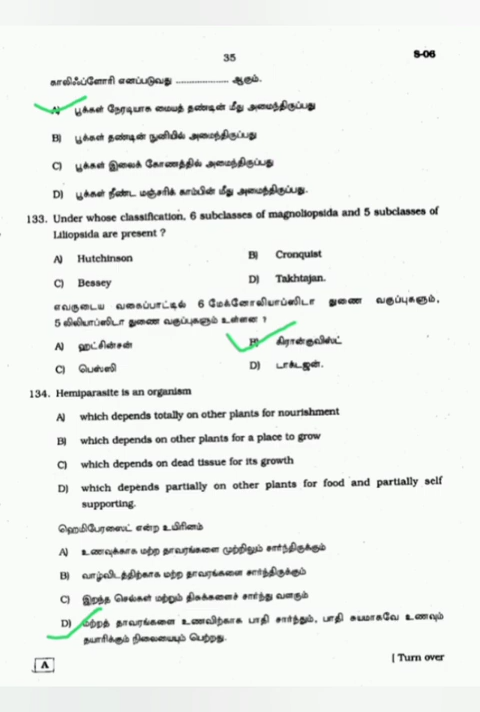 35
S-06
காலிஃப்ளோரி எனப்படுவது ...................... ஆகும்.
A) பூக்கள் நேரடியாக மையத் தண்டின் மீது அமைந்திருப்பது
B) பூக்கள் தண்டின் நுனியில் அமைந்திருப்பது
C) பூக்கள் இலைக் கோணத்தில் அமைந்திருப்பது
D) பூக்கள் நீண்ட மஞ்சரிக் காம்பின் மீது அமைந்திருப்பது.
133. Under whose classification, 6 subclasses of magnoliopsida and 5 subclasses of
Liliopsida are present ?
A) Hutchinson B) Cronquist
C) Bessey D) Takhtajan.
எவருடைய வகைப்பாட்டில் 6 மேக்னோலியாப்ஸிடா துணை வகுப்புகளும்,
5 லிலியாப்ஸிடா துணை வகுப்புகளும் உள்ளன ?
A) ஹட்சின்சன் B) கிரான்குவிஸ்ட்
C) பெஸ்ஸி D) டாக்டஜன்.
134. Hemiparasite is an organism
A) which depends totally on other plants for nourishment
B) which depends on other plants for a place to grow
C) which depends on dead tissue for its growth
D) which depends partially on other plants for food and partially self
supporting.
ஹெமிபேரஸைட் என்ற உயிரினம்
A) உணவுக்காக மற்ற தாவரங்களை முற்றிலும் சார்ந்திருக்கும்
B) வாழ்விடத்திற்காக மற்ற தாவரங்களை சார்ந்திருக்கும்
C) இறந்த செல்கள் மற்றும் திசுக்களைச் சார்ந்து வளரும்
D) மற்றத் தாவரங்களை உணவிற்காக பாதி சார்ந்தும், பாதி சுயமாகவே உணவு
தயாரிக்கும் நிலையையும் பெற்றது.
A
[ Turn over